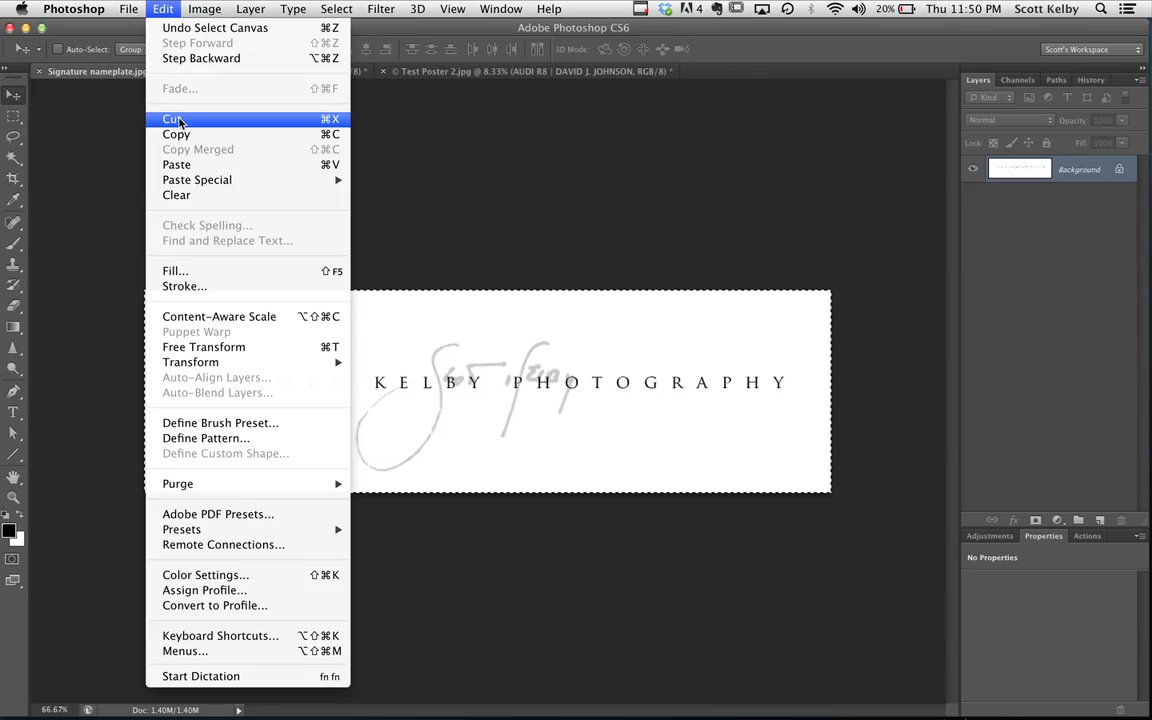 Photoshop File Edit Image Layer Type Select Filter 3D View Window Help 4 20% Thu 11:50 PM Scott Kelby
Adobe Photoshop CS6
Auto-Select: Group 3D Mode: Scott's Workspace
× Signature nameplate.jpg /8) * × © Test Poster 2.jpg @ 8.33% (AUDI R8 | DAVID J. JOHNSON, RGB/8) *
Undo Select Canvas ⌘Z
Step Forward ⇧⌘Z
Step Backward ⌥⌘Z
Fade... ⇧⌘F
Cut ⌘X
Copy ⌘C
Copy Merged ⇧⌘C
Paste ⌘V
Paste Special
Clear
Check Spelling...
Find and Replace Text...
Fill... ⇧F5
Stroke...
Content-Aware Scale ⌥⇧⌘C
Puppet Warp
Free Transform ⌘T
Transform
Auto-Align Layers...
Auto-Blend Layers...
Define Brush Preset...
Define Pattern...
Define Custom Shape...
Purge
Adobe PDF Presets...
Presets
Remote Connections...
Color Settings... ⇧⌘K
Assign Profile...
Convert to Profile...
Keyboard Shortcuts... ⌥⇧⌘K
Menus... ⌥⇧⌘M
Start Dictation fn fn
KELBY PHOTOGRAPHY
Layers Channels Paths History
Kind
Normal Opacity: 100%
Lock: Fill: 100%
Background
Adjustments Properties Actions
No Properties
66.67% Doc: 1.40M/1.40M